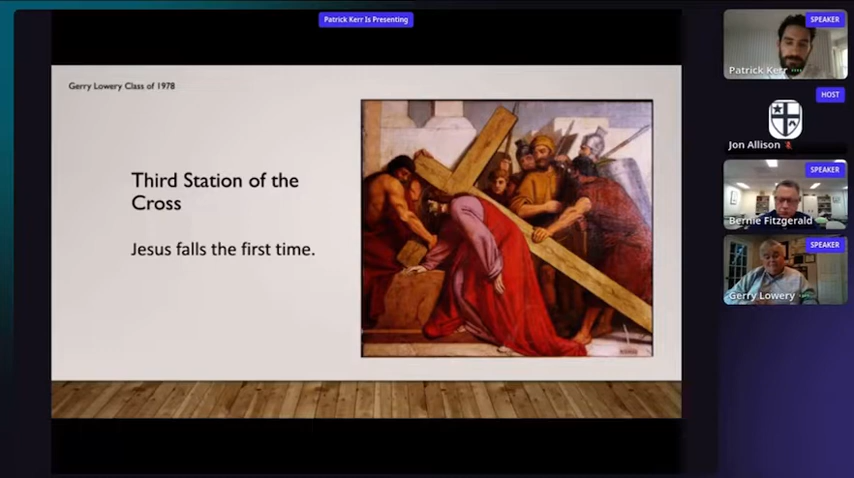 Patrick Kerr Is Presenting
Gerry Lowery Class of 1978
Third Station of the
Cross
Jesus falls the first time.
SPEAKER
Patrick Kerr
HOST
Jon Allison
SPEAKER
Bernie Fitzgerald
SPEAKER
Gerry Lowery